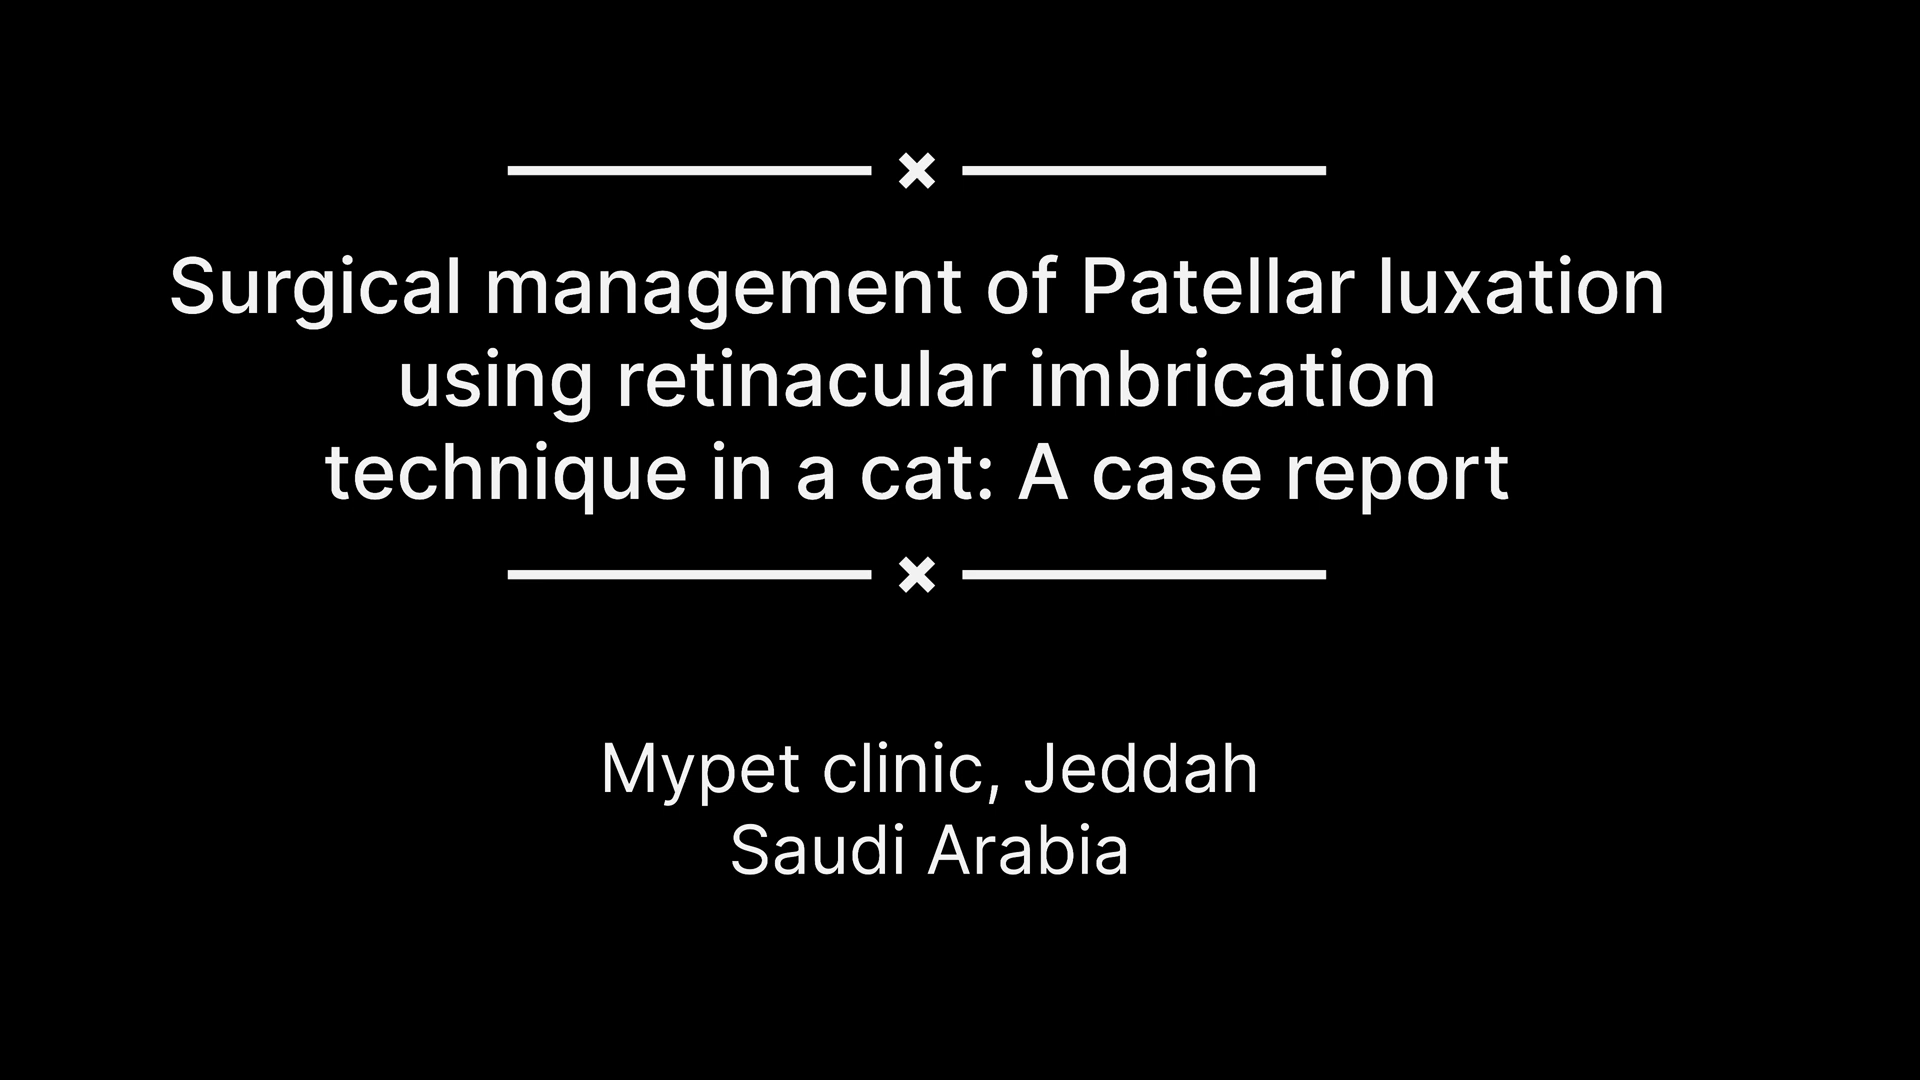 Surgical management of Patellar luxation
using retinacular imbrication
technique in a cat: A case report
Mypet clinic, Jeddah
Saudi Arabia